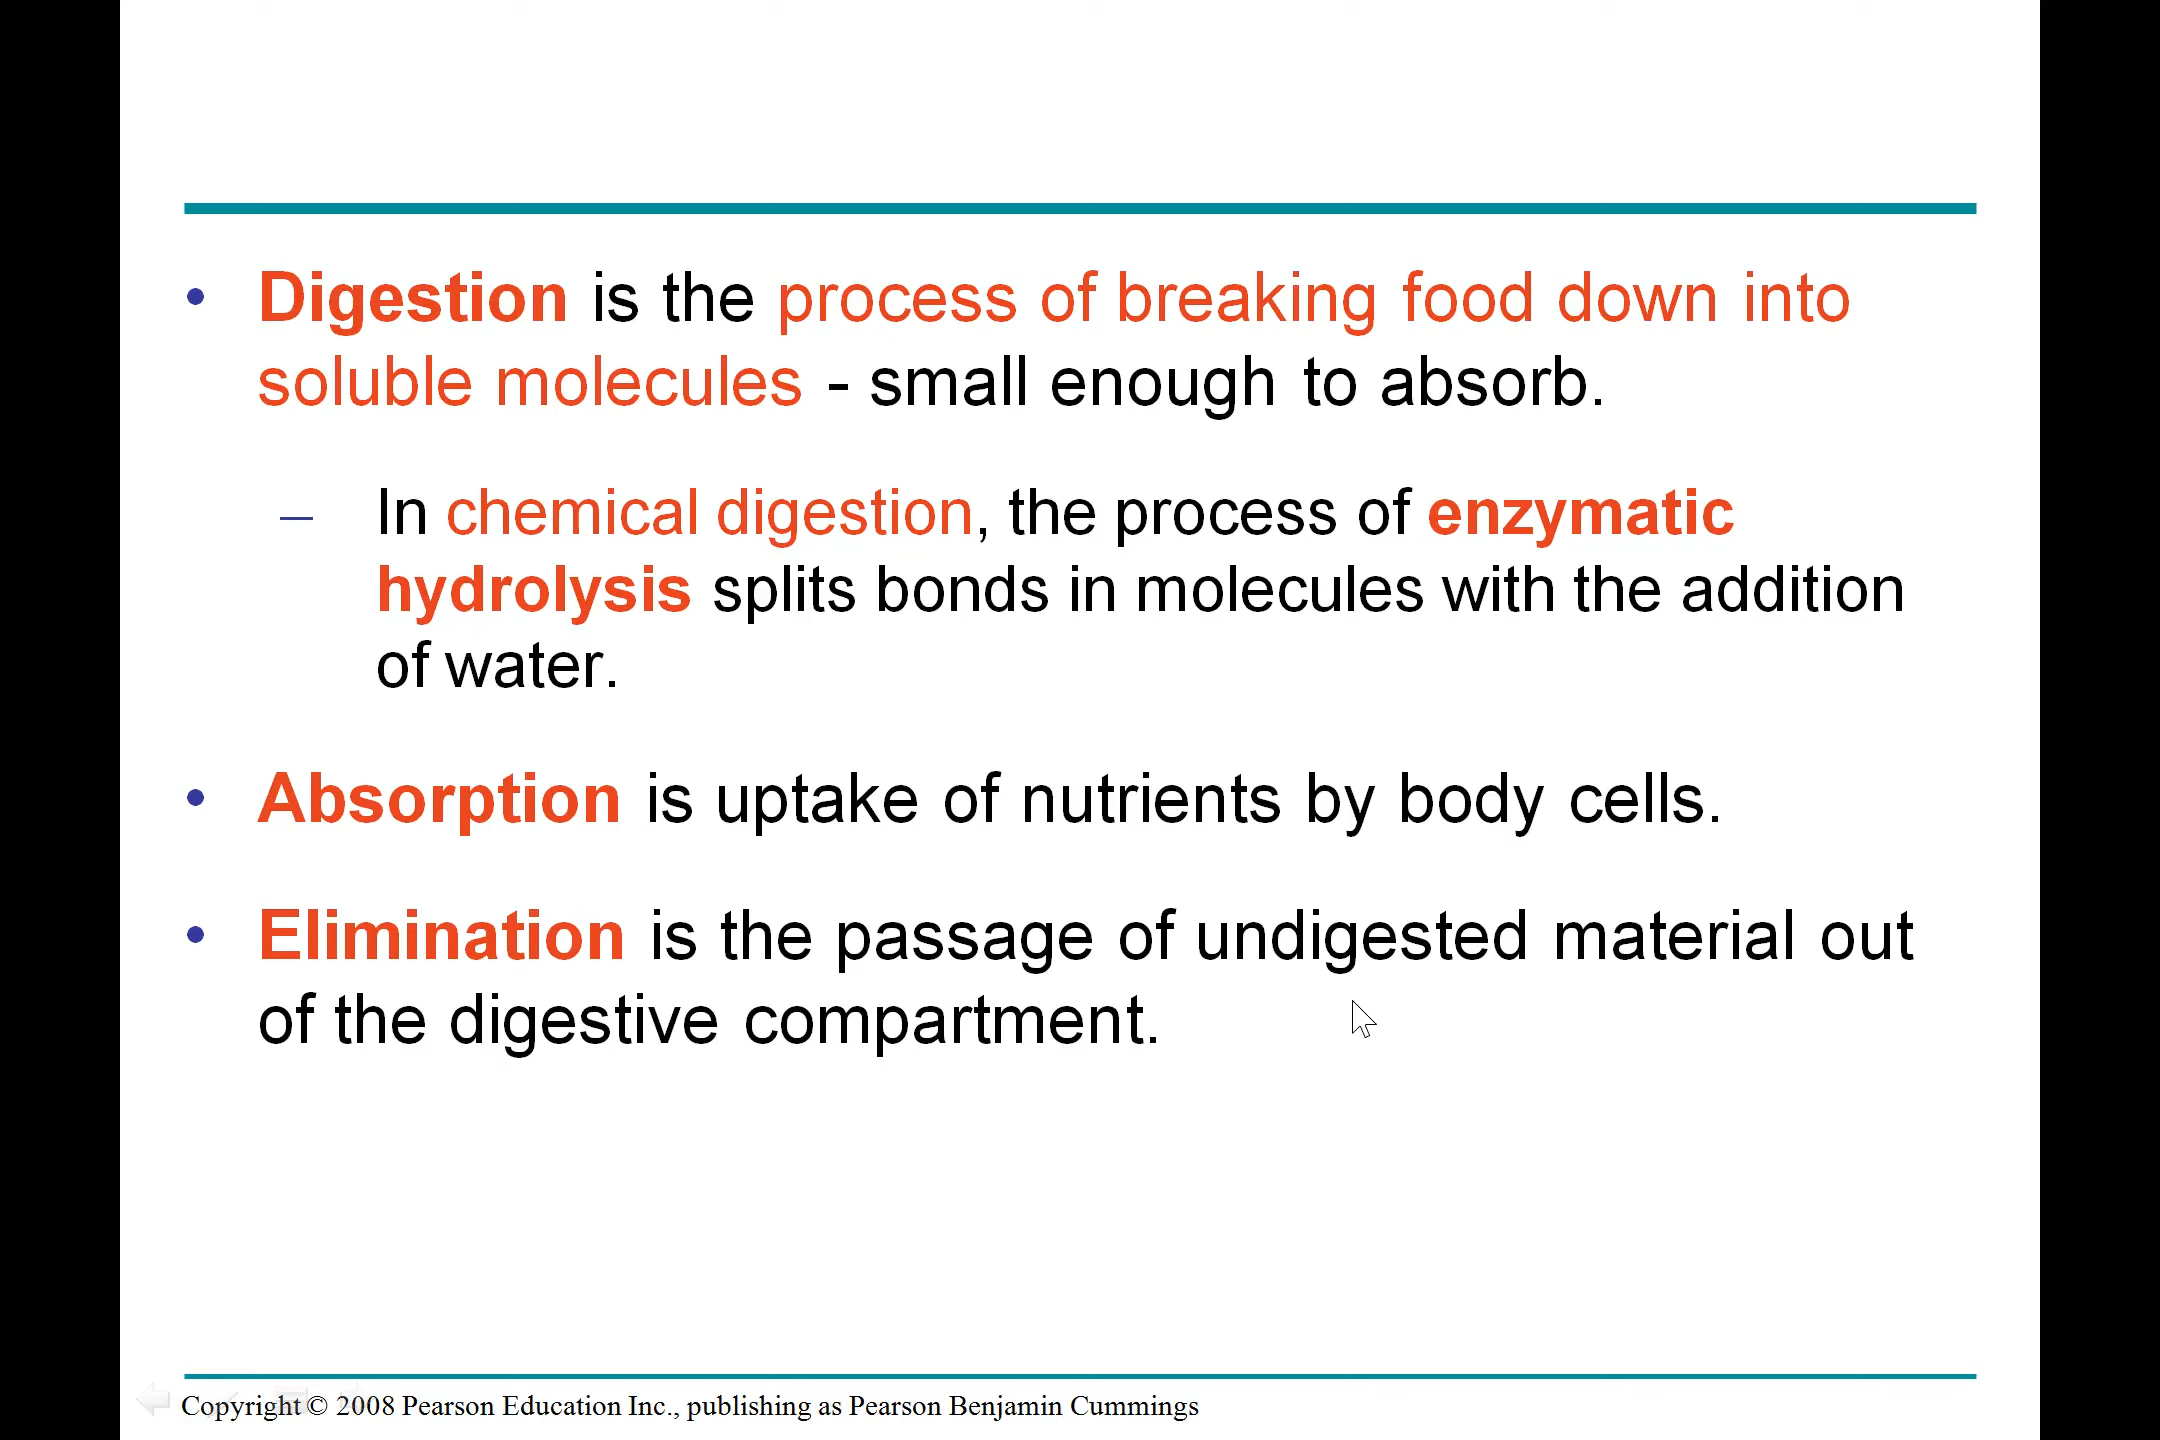 • Digestion is the process of breaking food down into
soluble molecules - small enough to absorb.
– In chemical digestion, the process of enzymatic
hydrolysis splits bonds in molecules with the addition
of water.
• Absorption is uptake of nutrients by body cells.
• Elimination is the passage of undigested material out
of the digestive compartment.
Copyright © 2008 Pearson Education Inc., publishing as Pearson Benjamin Cummings